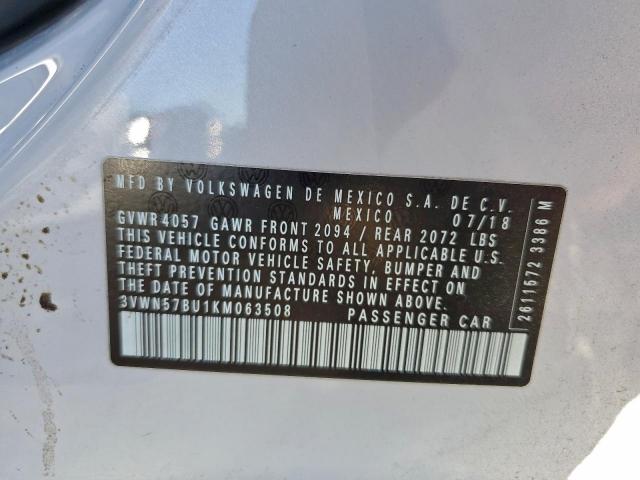 MFD BY VOLKSWAGEN DE MEXICO S.A. DE C.V.
MEXICO 07/18
GVWR 4057 GAWR FRONT 2094 / REAR 2072 LBS
THIS VEHICLE CONFORMS TO ALL APPLICABLE U.S.
FEDERAL MOTOR VEHICLE SAFETY, BUMPER AND
THEFT PREVENTION STANDARDS IN EFFECT ON
THE DATE OF MANUFACTURE SHOWN ABOVE.
3VWN57BU1KM063508 PASSENGER CAR
2611572 3386 M